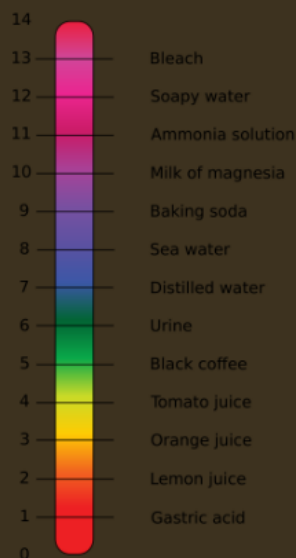 14
13 Bleach
12 Soapy water
11 Ammonia solution
10 Milk of magnesia
9 Baking soda
8 Sea water
7 Distilled water
6 Urine
5 Black coffee
4 Tomato juice
3 Orange juice
2 Lemon juice
1 Gastric acid
0